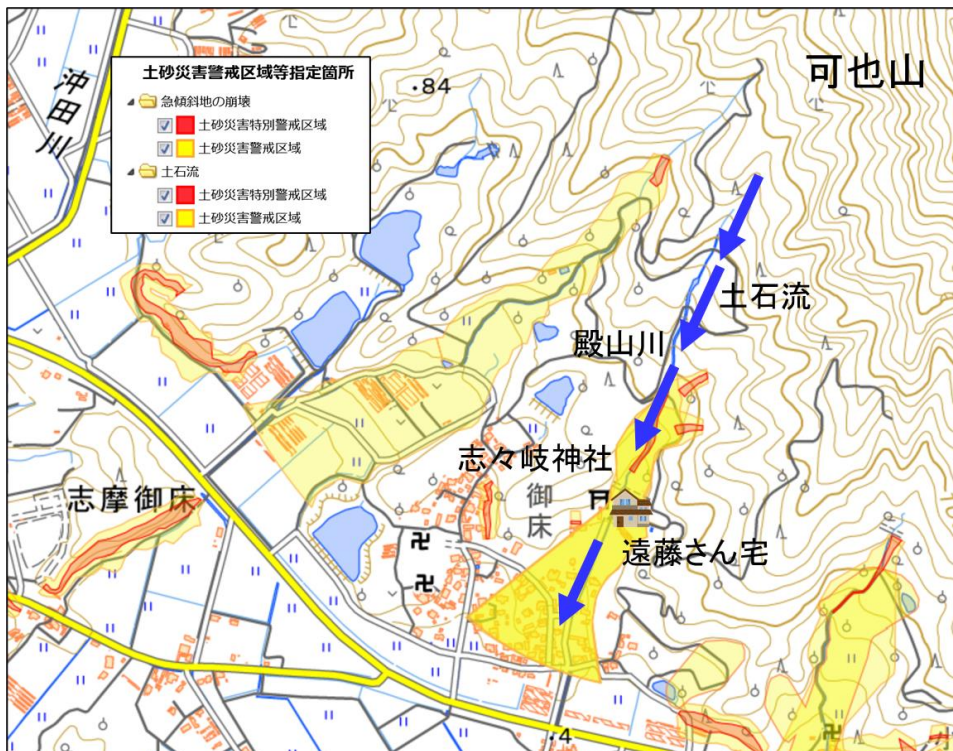 可也山
土砂災害警戒区域等指定箇所
急傾斜地の崩壊
土砂災害特別警戒区域
土砂災害警戒区域
土石流
土砂災害特別警戒区域
土砂災害警戒区域
沖田川
84
土石流
殿山川
志々岐神社
志摩御床
御床
遠藤さん宅
4